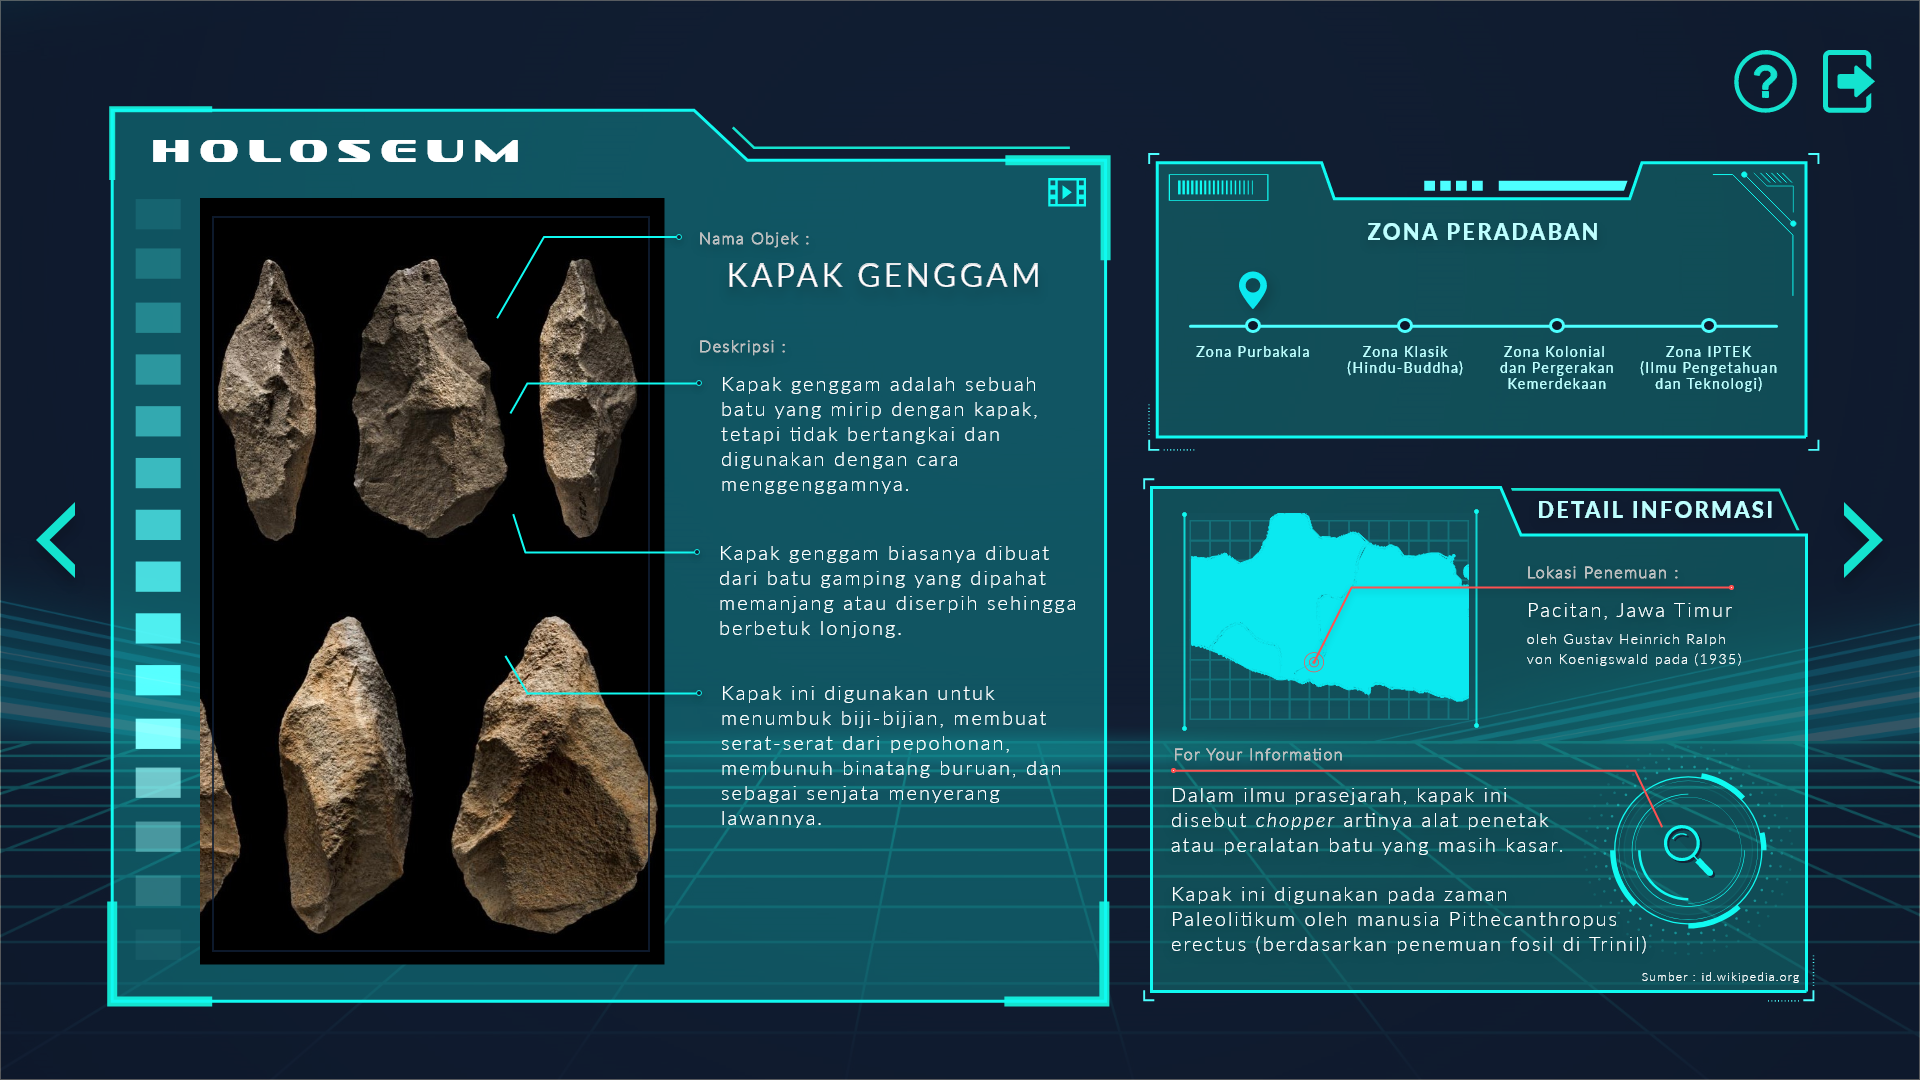 HOLOSEUM
Nama Objek :
KAPAK GENGGAM
Deskripsi :
Kapak genggam adalah sebuah
batu yang mirip dengan kapak,
tetapi tidak bertangkai dan
digunakan dengan cara
menggenggamnya.
Kapak genggam biasanya dibuat
dari batu gamping yang dipahat
memanjang atau diserpih sehingga
berbetuk lonjong.
Kapak ini digunakan untuk
menumbuk biji-bijian, membuat
serat-serat dari pepohonan,
membunuh binatang buruan, dan
sebagai senjata menyerang
lawannya.
ZONA PERADABAN
Zona Purbakala
Zona Klasik
(Hindu-Buddha)
Zona Kolonial
dan Pergerakan
Kemerdekaan
Zona IPTEK
(Ilmu Pengetahuan
dan Teknologi)
DETAIL INFORMASI
Lokasi Penemuan :
Pacitan, Jawa Timur
oleh Gustav Heinrich Ralph
von Koenigswald pada (1935)
For Your Information
Dalam ilmu prasejarah, kapak ini
disebut chopper artinya alat penetak
atau peralatan batu yang masih kasar.
Kapak ini digunakan pada zaman
Paleolitikum oleh manusia Pithecanthropus
erectus (berdasarkan penemuan fosil di Trinil)
Sumber : id.wikipedia.org